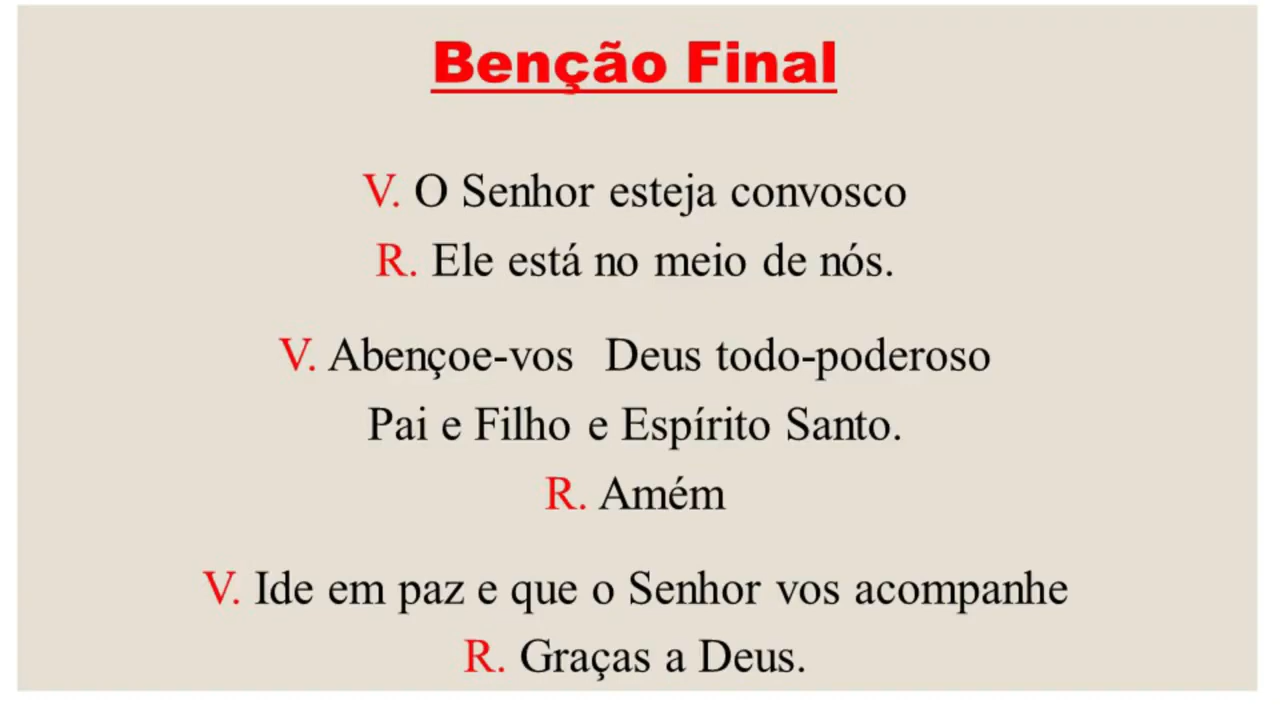 Benção Final
V. O Senhor esteja convosco
R. Ele está no meio de nós.
V. Abençoe-vos  Deus todo-poderoso
Pai e Filho e Espírito Santo.
R. Amém
V. Ide em paz e que o Senhor vos acompanhe
R. Graças a Deus.